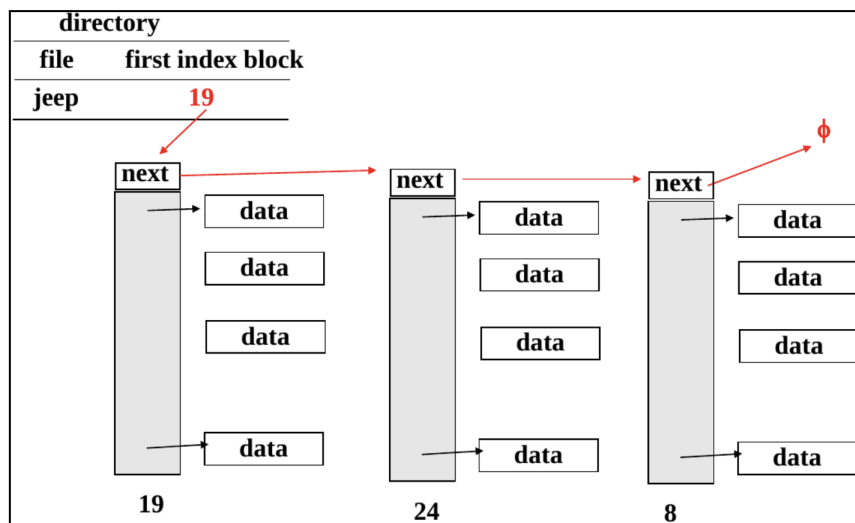 directory
file first index block
jeep 19
ϕ
next next next
data data data
data data data
data data data
data data data
19 24 8